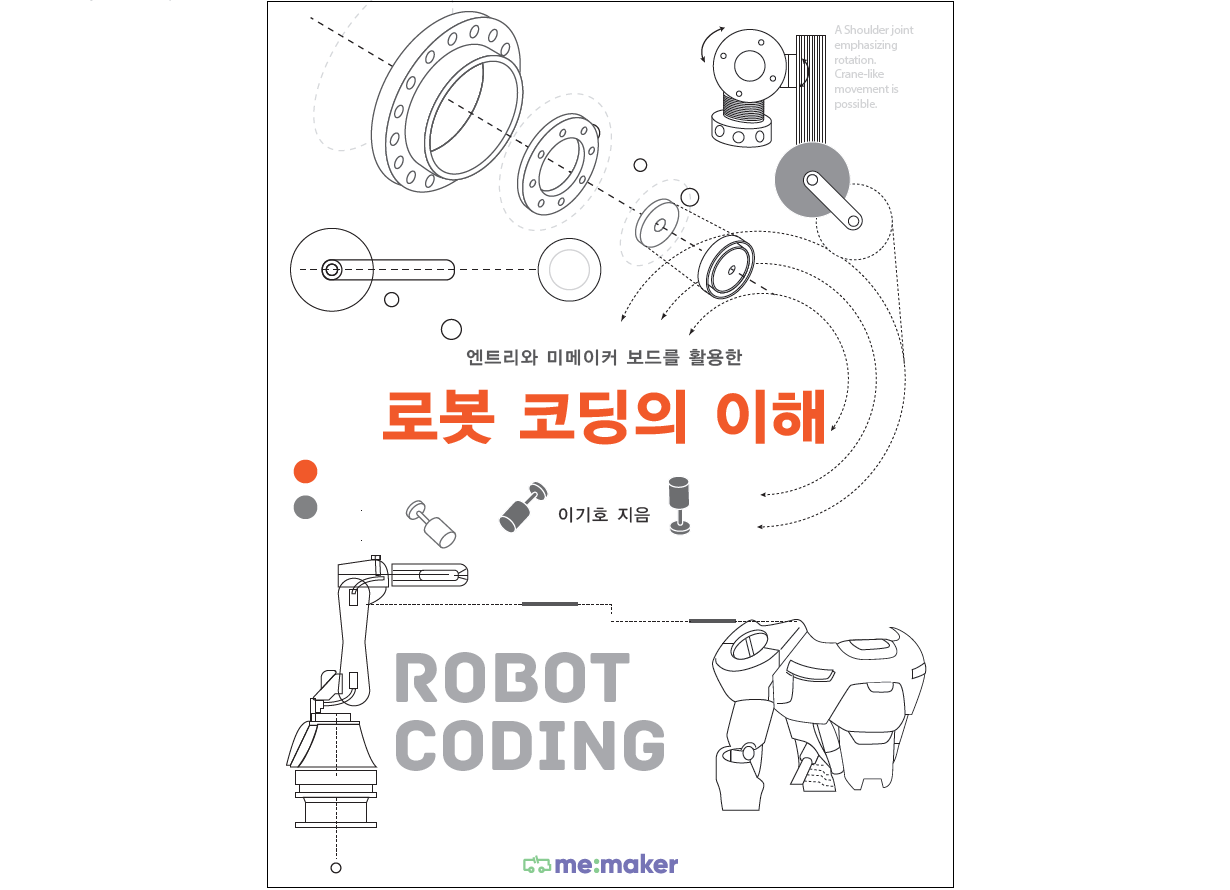 A Shoulder joint
emphasizing
rotation.
Crane-like
movement is
possible.
엔트리와 미메이커 보드를 활용한
로봇 코딩의 이해
이기호 지음
ROBOT
CODING
me:maker